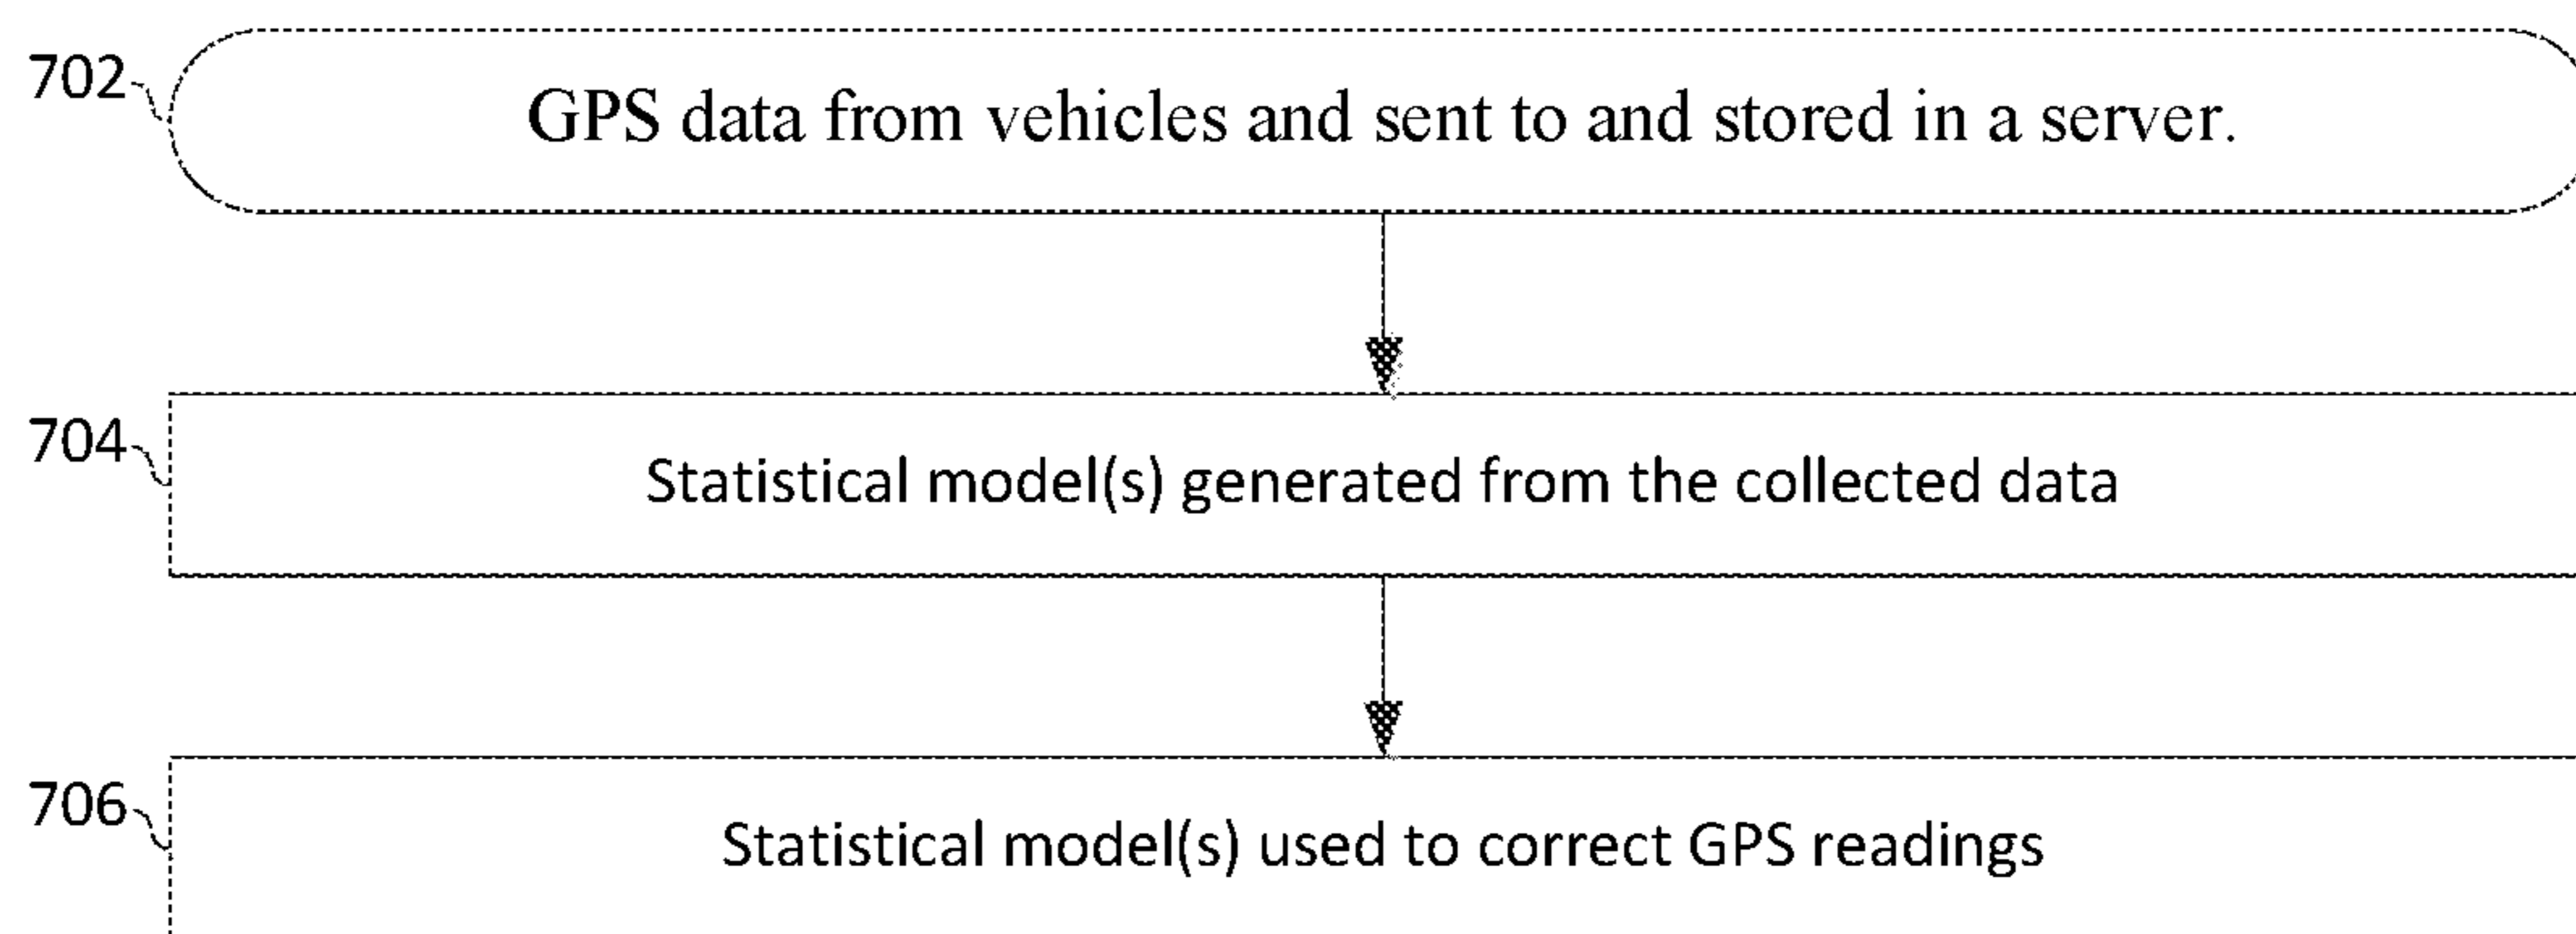 702
GPS data from vehicles and sent to and stored in a server.
704
Statistical model(s) generated from the collected data
706
Statistical model(s) used to correct GPS readings